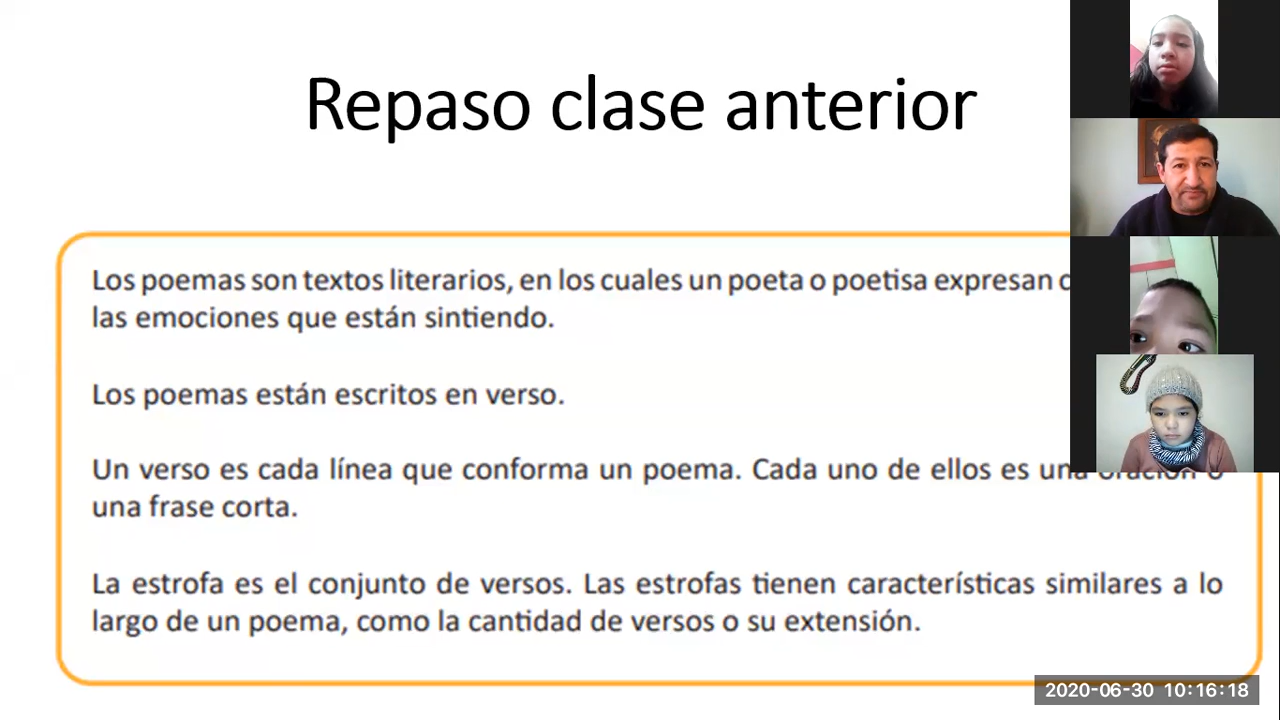 Repaso clase anterior
Los poemas son textos literarios, en los cuales un poeta o poetisa expresan
las emociones que están sintiendo.
Los poemas están escritos en verso.
Un verso es cada línea que conforma un poema. Cada uno de ellos es una oración o
una frase corta.
La estrofa es el conjunto de versos. Las estrofas tienen características similares a lo
largo de un poema, como la cantidad de versos o su extensión.
2020-06-30 10:16:18